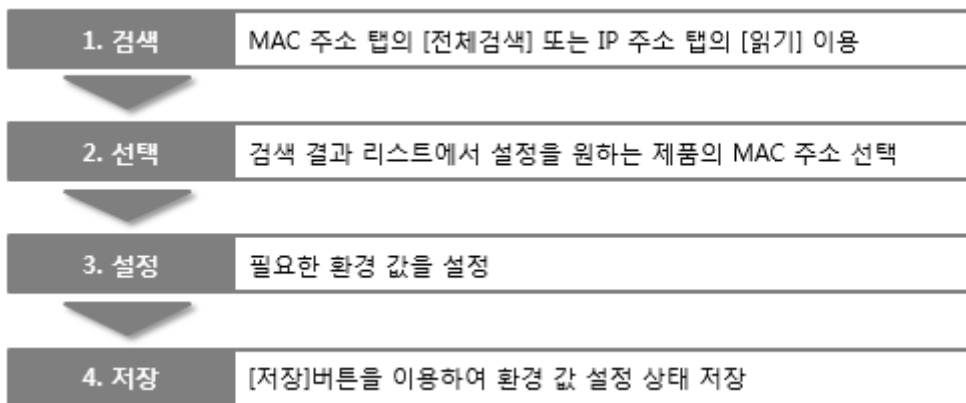 1. 검색 MAC 주소 탭의 [전체검색] 또는 IP 주소 탭의 [읽기] 이용
2. 선택 검색 결과 리스트에서 설정을 원하는 제품의 MAC 주소 선택
3. 설정 필요한 환경 값을 설정
4. 저장 [저장]버튼을 이용하여 환경 값 설정 상태 저장